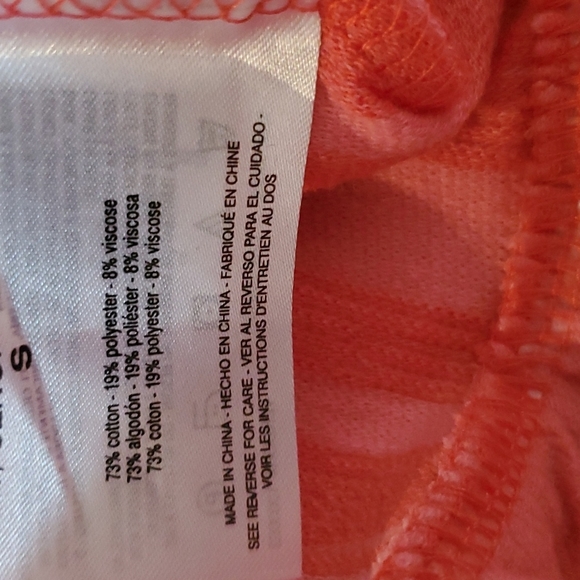 S
73% cotton - 19% polyester - 8% viscose
73% algodón - 19% poliéster - 8% viscosa
73% coton - 19% polyester - 8% viscose
MADE IN CHINA - HECHO EN CHINA - FABRIQUÉ EN CHINE
SEE REVERSE FOR CARE - VER AL REVERSO PARA EL CUIDADO -
VOIR LES INSTRUCTIONS D'ENTRETIEN AU DOS